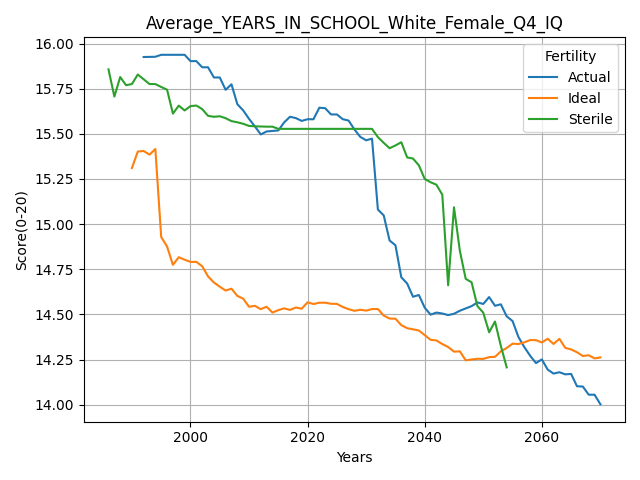 Average_YEARS_IN_SCHOOL_White_Female_Q4_IQ
Fertility
Actual
Ideal
Sterile
Score(0-20)
16.00
15.75
15.50
15.25
15.00
14.75
14.50
14.25
14.00
2000
2020
2040
2060
Years